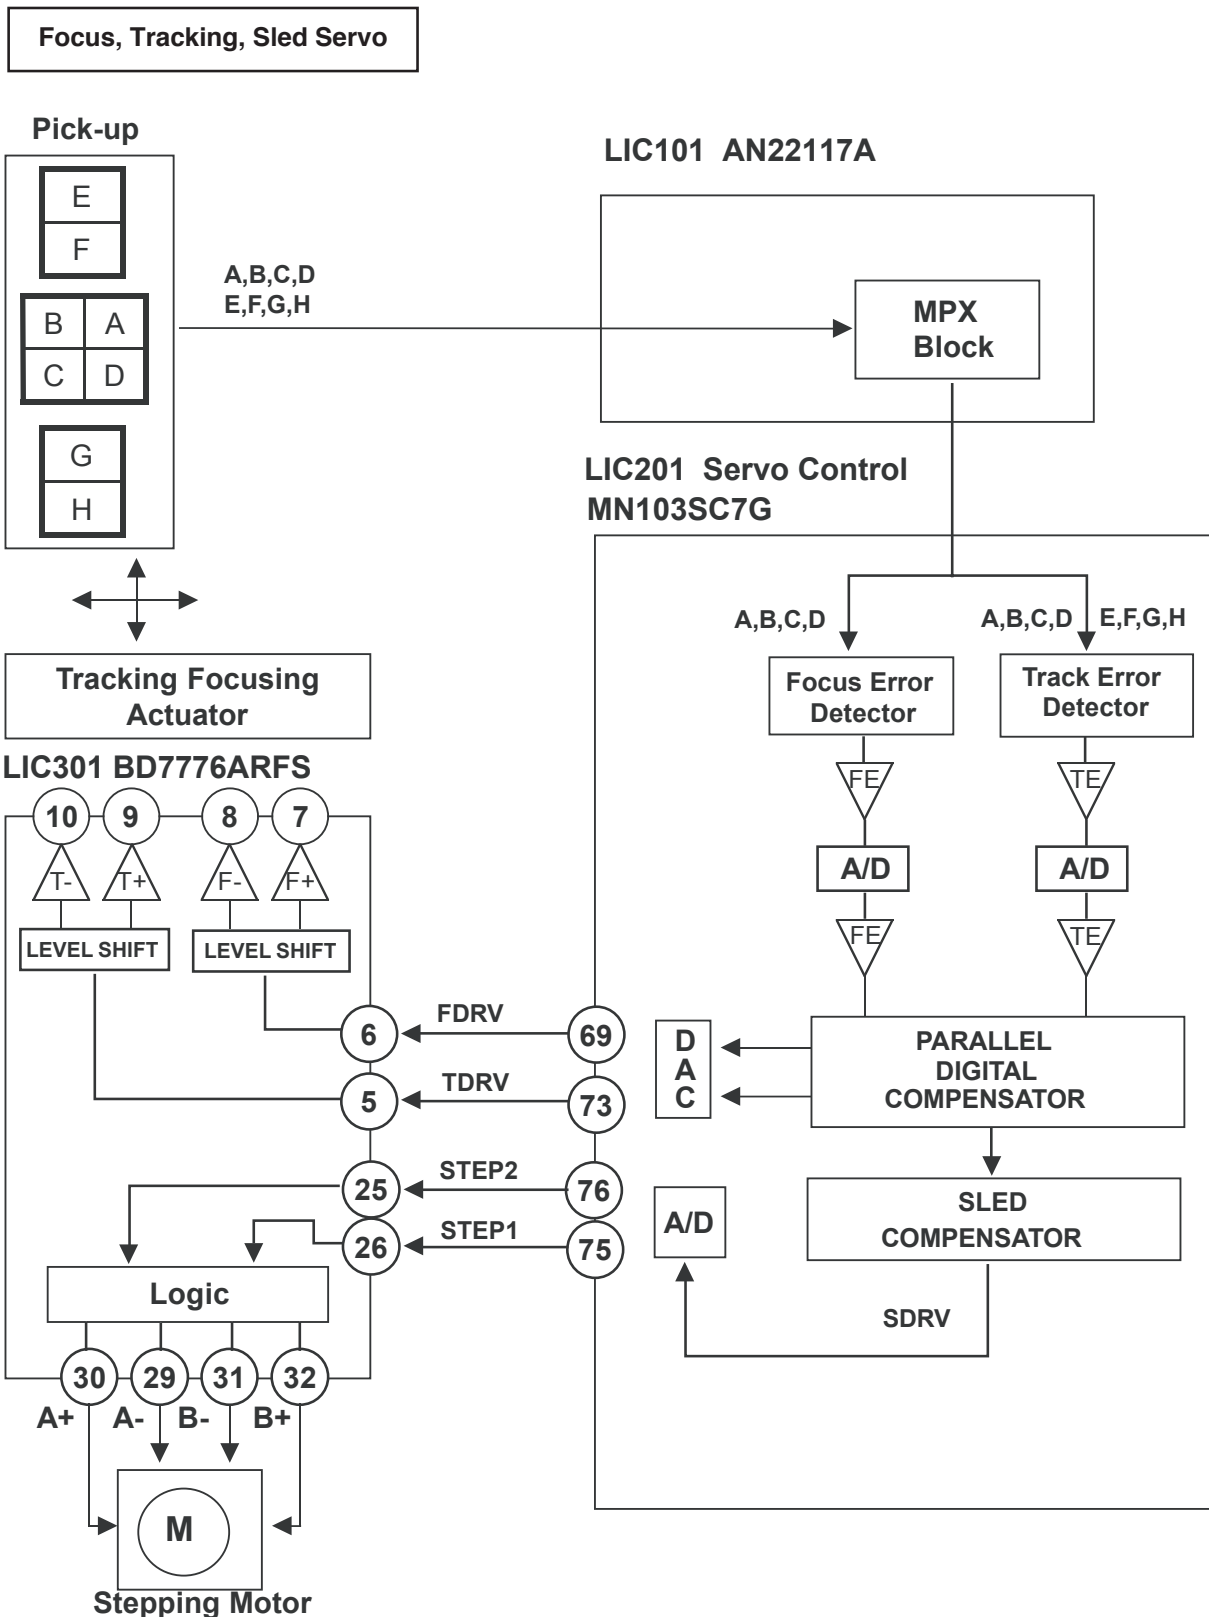 Focus, Tracking, Sled Servo
Pick-up
E
F
B A
C D
G
H
A,B,C,D
E,F,G,H
LIC101 AN22117A
MPX
Block
LIC201 Servo Control
MN103SC7G
A,B,C,D
A,B,C,D E,F,G,H
Focus Error
Detector
Track Error
Detector
FE
TE
A/D
A/D
FE
TE
PARALLEL
DIGITAL
COMPENSATOR
D
A
C
SLED
COMPENSATOR
A/D
SDRV
Tracking Focusing
Actuator
LIC301 BD7776ARFS
10 9 8 7
T- T+ F- F+
LEVEL SHIFT
LEVEL SHIFT
6 FDRV 69
5 TDRV 73
25 STEP2 76
26 STEP1 75
Logic
30 29 31 32
A+ A- B- B+
M
Stepping Motor